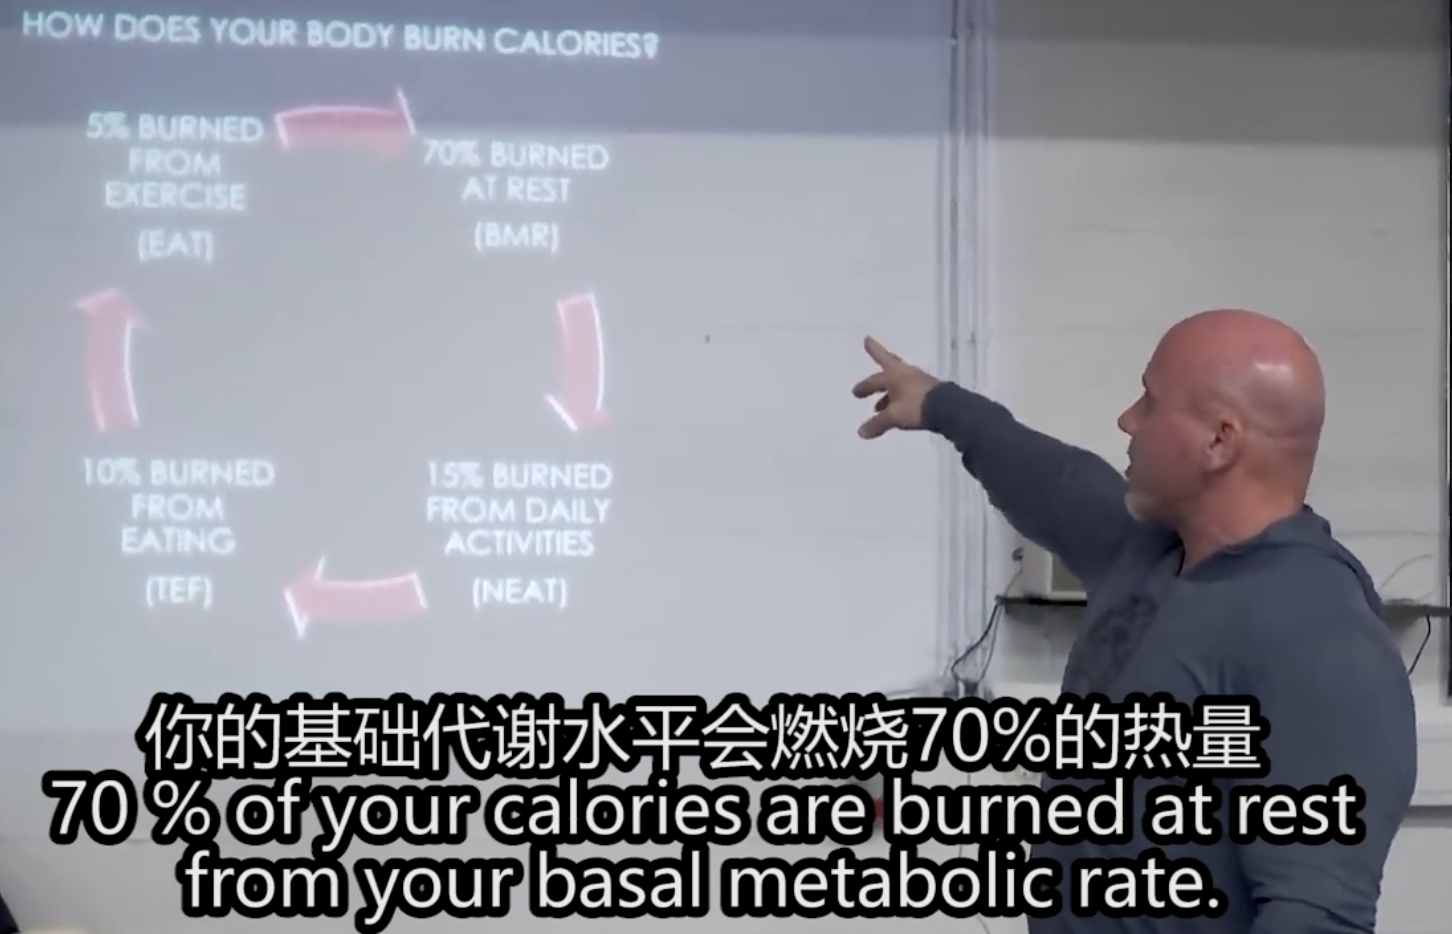 HOW DOES YOUR BODY BURN CALORIES?
5% BURNED
FROM
EXERCISE
(EAT)
70% BURNED
AT REST
(BMR)
10% BURNED
FROM
EATING
(TEF)
15% BURNED
FROM DAILY
ACTIVITIES
(NEAT)
你的基础代谢水平会燃烧70%的热量
70 % of your calories are burned at rest
from your basal metabolic rate.